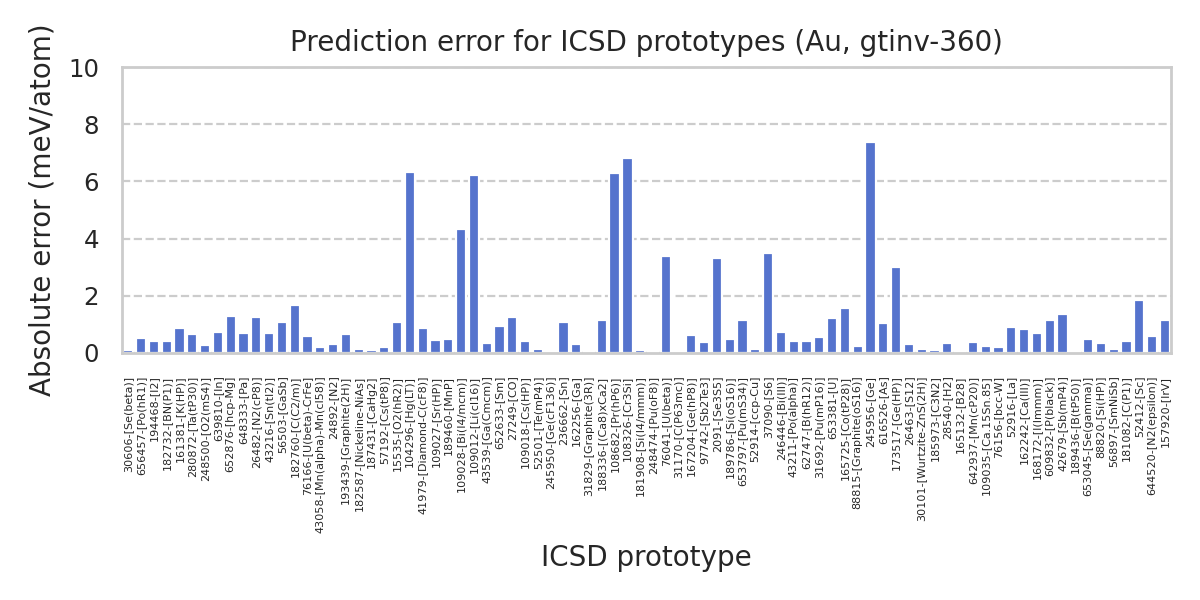 Prediction error for ICSD prototypes (Au, gtinv-360)
Absolute error (meV/atom)
10
8
6
4
2
0
30606-[Se(beta)]
656457-[Po(hR1)]
194468-[I2]
182732-[BN(P1)]
161381-[K(HP)]
280872-[Ta(tP30)]
248500-[O2(mS4)]
639810-[In]
652876-[hcp-Mg]
648333-[Pa]
26482-[N2(cP8)]
43216-[Sn(tI2)]
56503-[GaSb]
182760-[C(C2/m)]
76166-[U(beta)-CrFe]
43058-[Mn(alpha)-Mn(cI58)]
24892-[N2]
193439-[Graphite(2H)]
182587-[Nickeline-NiAs]
187431-[CaHg2]
57192-[Cs(tP8)]
15535-[O2(hR2)]
104296-[Hg(LT)]
41979-[Diamond-C(cF8)]
109027-[Sr(HP)]
189460-[MnP]
109028-[Bi(I4/mcm)]
109012-[Li(cI16)]
43539-[Ga(Cmcm)]
652633-[Sm]
27249-[CO]
109018-[Cs(HP)]
52501-[Te(mP4)]
245950-[Ge(cF136)]
236662-[Sn]
162256-[Ga]
31829-[Graphite(3R)]
188336-[(Ca8)xCa2]
108682-[Pr(hP6)]
108326-[Cr3Si]
181908-[Si(I4/mmm)]
248474-[Pu(oF8)]
76041-[U(beta)]
31170-[C(P63mc)]
167204-[Ge(hP8)]
97742-[Sb2Te3]
2091-[Se3S5]
189786-[Si(oS16)]
653797-[Pu(mS34)]
52914-[ccp-Cu]
37090-[S6]
246446-[Bi(III)]
43211-[Po(alpha)]
62747-[B(hR12)]
31692-[Pu(mP16)]
653381-[U]
165725-[Co(tP28)]
88815-[Graphite(oS16)]
245956-[Ge]
616526-[As]
173517-[Ge(HP)]
26463-[S12]
30101-[Wurtzite-ZnS(2H)]
185973-[C3N2]
28540-[H2]
165132-[B28]
642937-[Mn(cP20)]
109035-[Ca.15Sn.85]
76156-[bcc-W]
52916-[La]
162242-[Ca(III)]
168172-[I(Immm)]
609832-[P(black)]
42679-[Sb(mP4)]
189436-[B(tP50)]
653045-[Se(gamma)]
88820-[Si(HP)]
56897-[SmNiSb]
181082-[C(P1)]
52412-[Sc]
644520-[N2(epsilon)]
157920-[IrV]
ICSD prototype